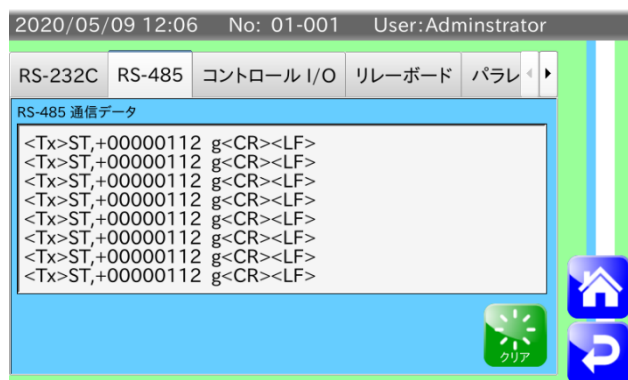 2020/05/09 12:06 No: 01-001 User:Adminstrator
RS-232C RS-485 コントロール I/O リレーボード パラレ
RS-485 通信データ
<Tx>ST,+00000112 g<CR><LF>
<Tx>ST,+00000112 g<CR><LF>
<Tx>ST,+00000112 g<CR><LF>
<Tx>ST,+00000112 g<CR><LF>
<Tx>ST,+00000112 g<CR><LF>
<Tx>ST,+00000112 g<CR><LF>
<Tx>ST,+00000112 g<CR><LF>
<Tx>ST,+00000112 g<CR><LF>
クリア